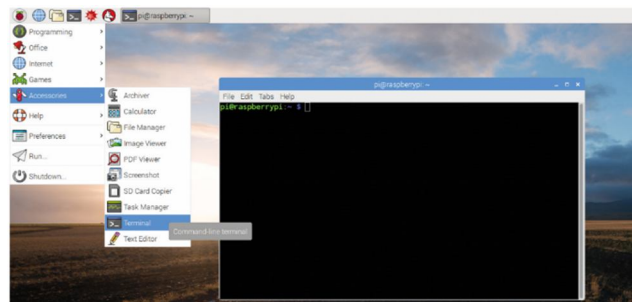 pi@raspberrypi: ~
Programming
Office
Internet
Games
Accessories
Help
Preferences
Run...
Shutdown...
Archiver
Calculator
File Manager
Image Viewer
PDF Viewer
Screenshot
SD Card Copier
Task Manager
Terminal
Text Editor
Command-line terminal
pi@raspberrypi: ~
File Edit Tabs Help
pi@raspberrypi:~ $